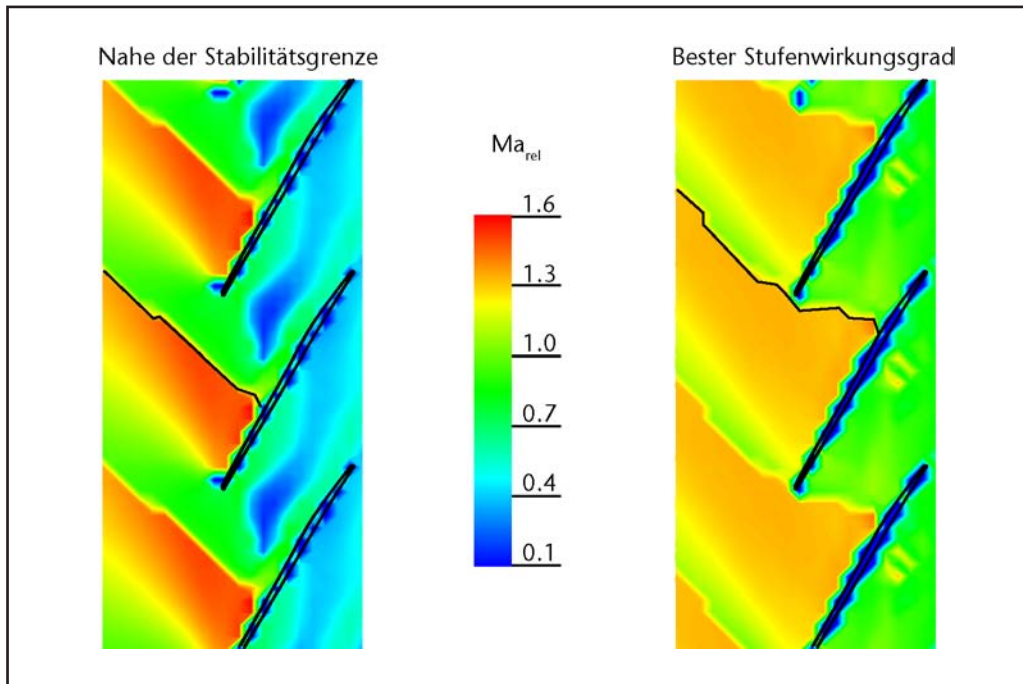 Nahe der Stabilitätsgrenze
Bester Stufenwirkungsgrad
Ma_rel
1.6
1.3
1.0
0.7
0.4
0.1